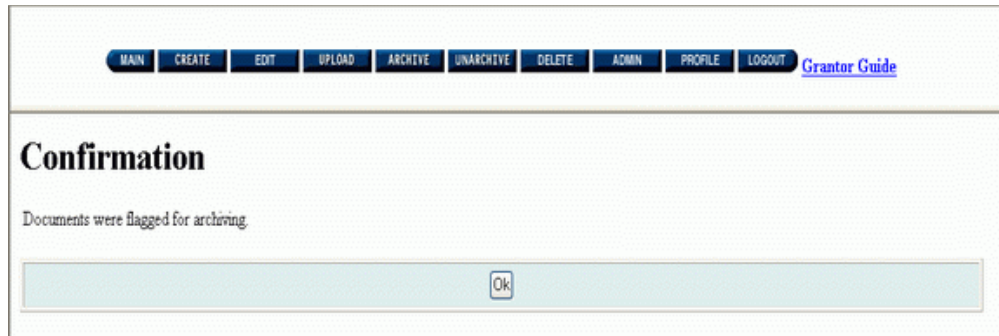 MAIN CREATE EDIT UPLOAD ARCHIVE UNARCHIVE DELETE ADMIN PROFILE LOGOUT Grantor Guide
Confirmation
Documents were flagged for archiving.
Ok